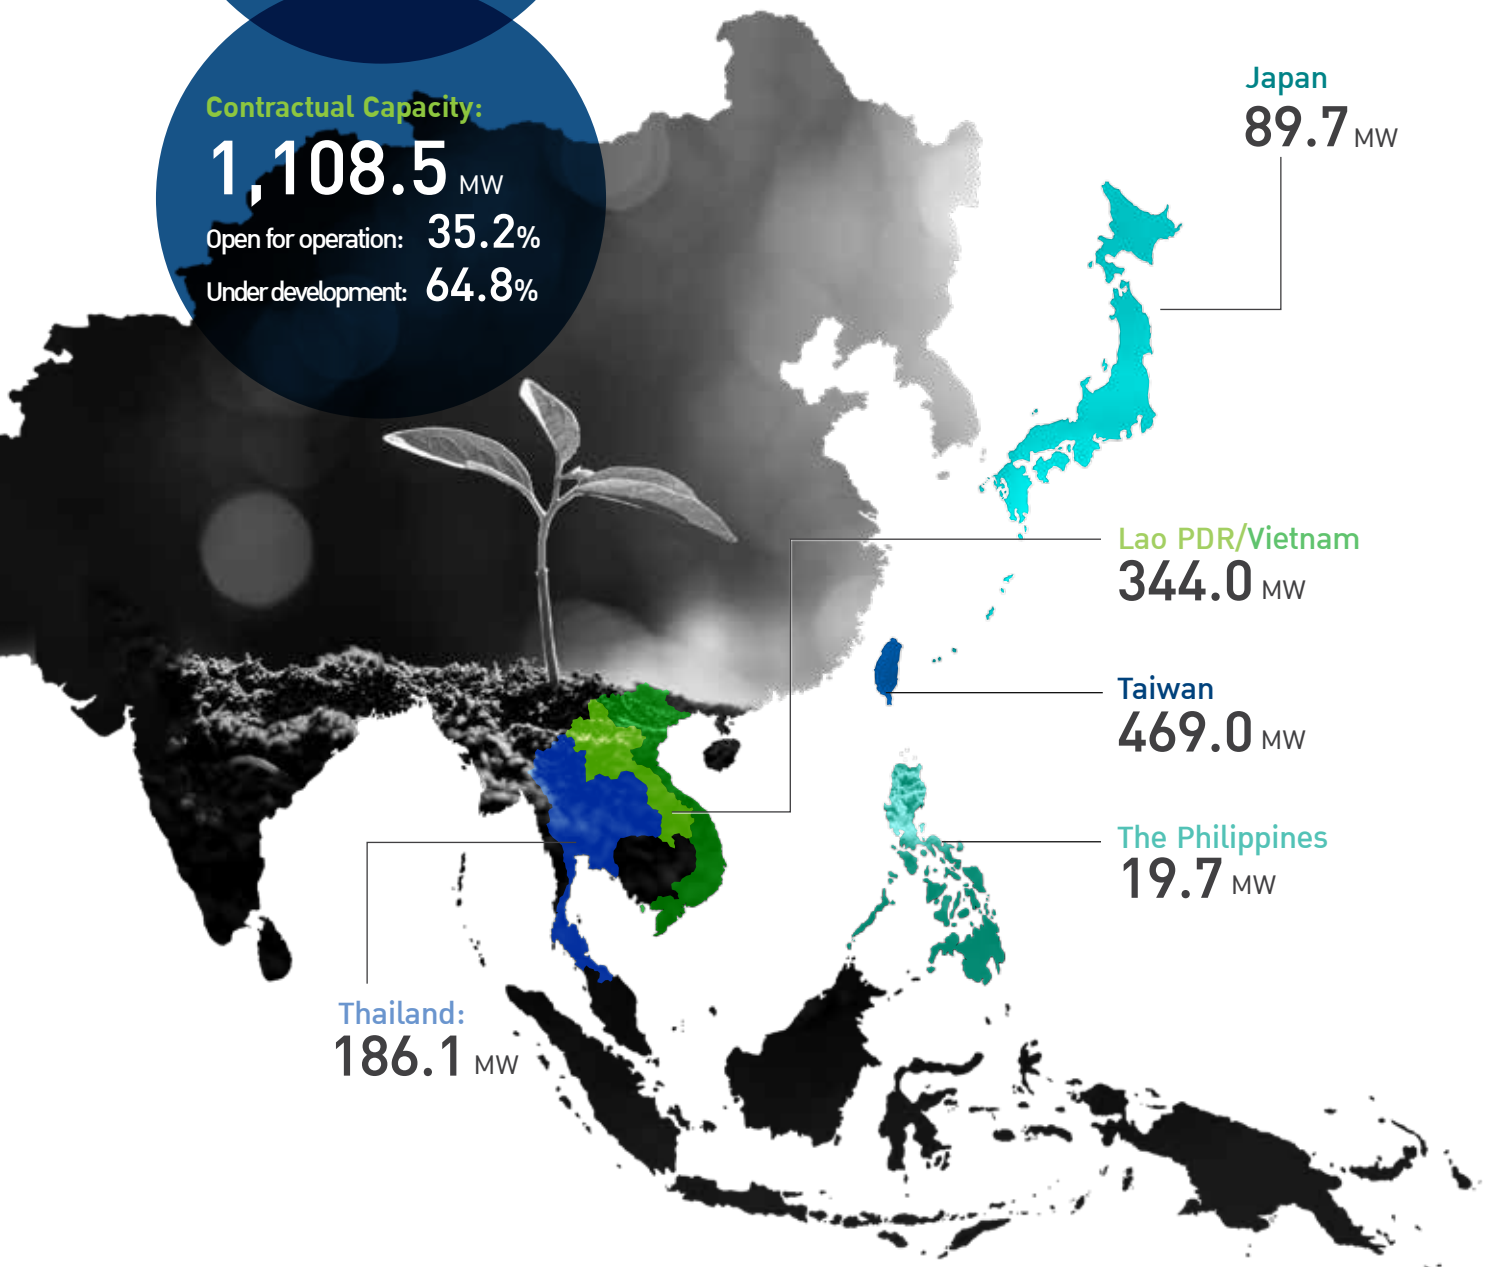 Contractual Capacity:
1,108.5 MW
Open for operation: 35.2%
Under development: 64.8%
Japan
89.7 MW
Lao PDR/Vietnam
344.0 MW
Taiwan
469.0 MW
The Philippines
19.7 MW
Thailand:
186.1 MW